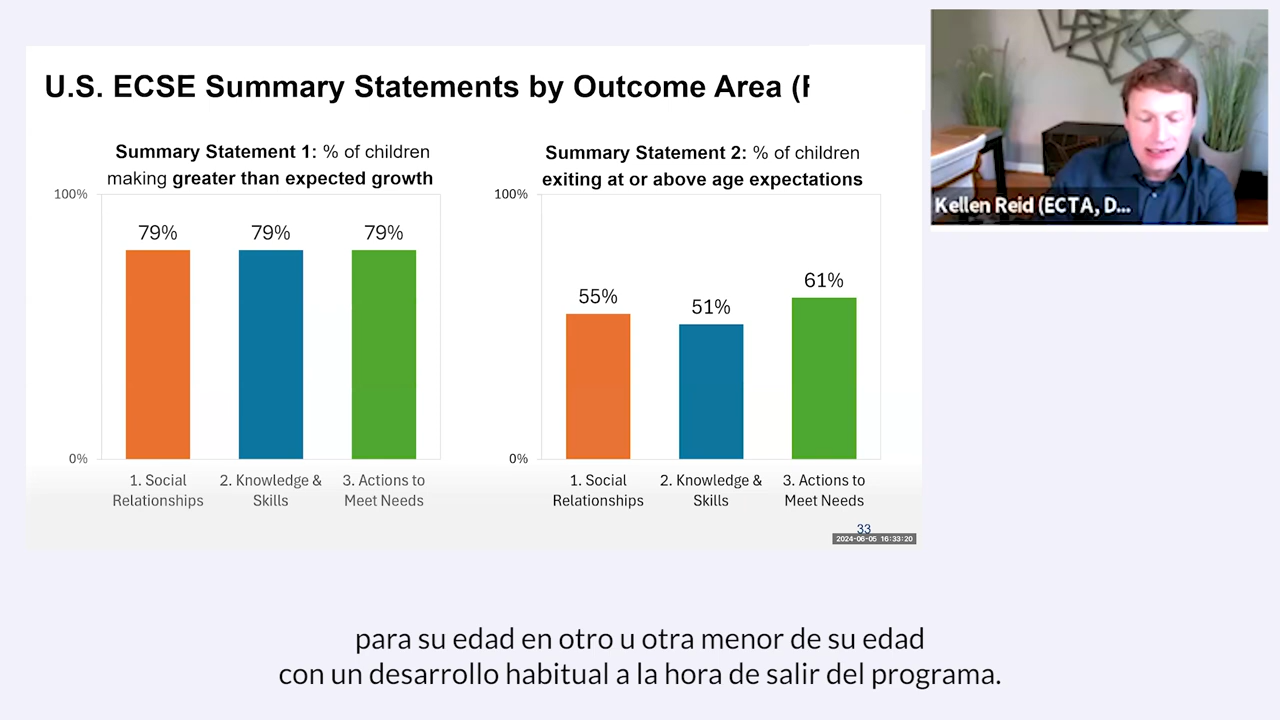 U.S. ECSE Summary Statements by Outcome Area (
Summary Statement 1: % of children
making greater than expected growth
100%
79%
79%
79%
0%
1. Social
Relationships
2. Knowledge &
Skills
3. Actions to
Meet Needs
Summary Statement 2: % of children
exiting at or above age expectations
100%
55%
51%
61%
0%
1. Social
Relationships
2. Knowledge &
Skills
3. Actions to
Meet Needs
33
2024-06-05 16:33:20
Kellen Reid (ECTA, D...
para su edad en otro u otra menor de su edad
con un desarrollo habitual a la hora de salir del programa.